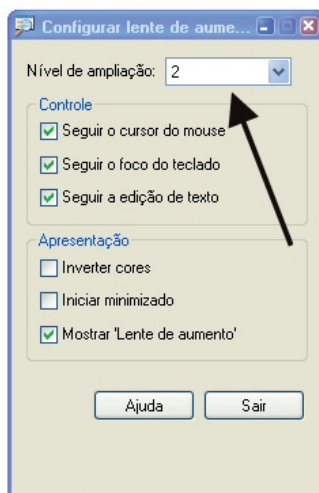 Configurar lente de aume...
Nível de ampliação: 2
Controle
Seguir o cursor do mouse
Seguir o foco do teclado
Seguir a edição de texto
Apresentação
Inverter cores
Iniciar minimizado
Mostrar 'Lente de aumento'
Ajuda Sair